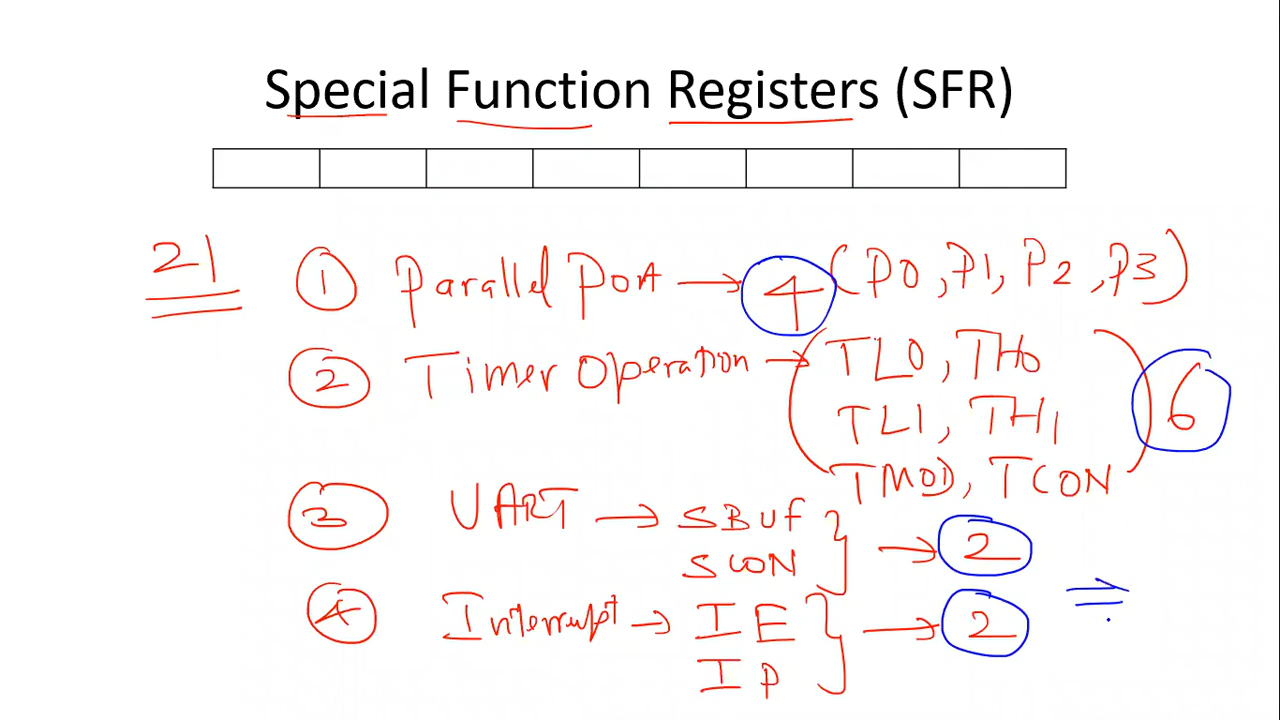 Special Function Registers (SFR)
21 1 Parallel Port → 4 (P0, P1, P2, P3)
2 Timer Operation → (TL0, TH0
TL1, TH1) 6
TMOD, TCON
3 UART → SBUF
SCON } → 2
4 Interrupt → IE
IP } → 2